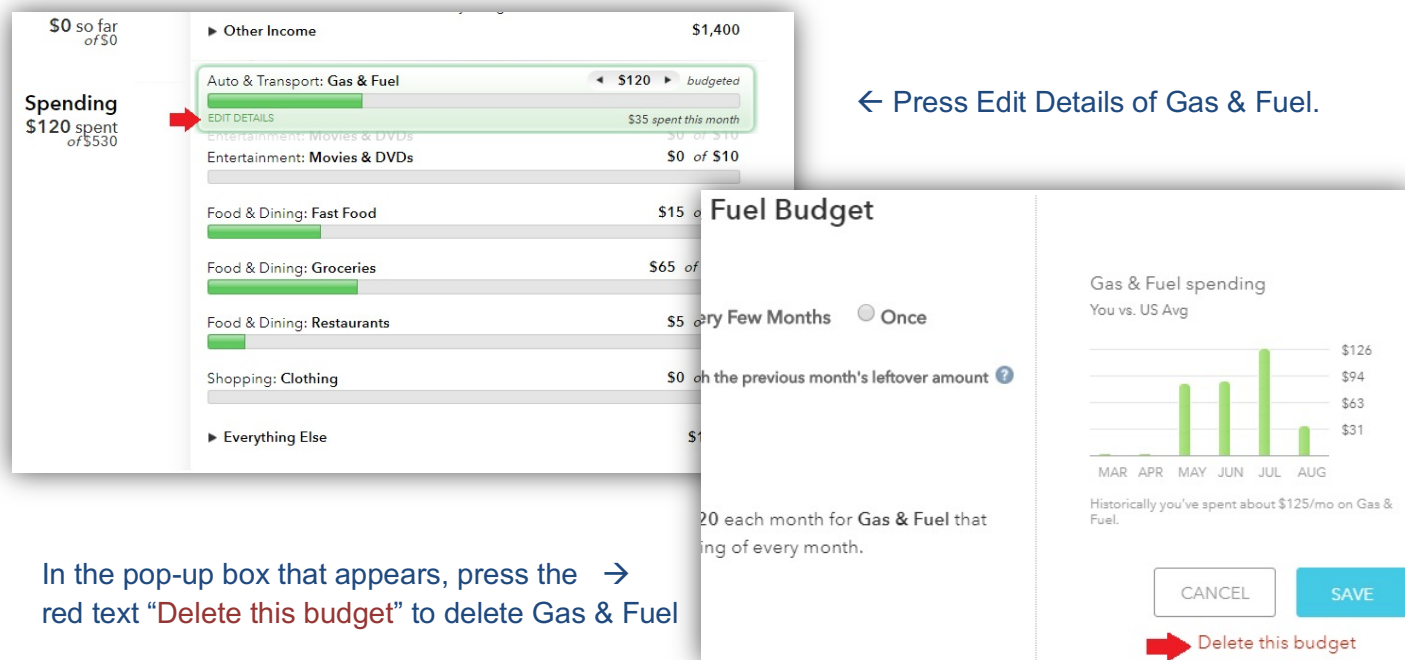 $0 so far
of $0
▶ Other Income $1,400
Auto & Transport: Gas & Fuel ◄ $120 ► budgeted
EDIT DETAILS $35 spent this month
Spending
$120 spent
of $530
Entertainment: Movies & DVDs $0 of $10
Entertainment: Movies & DVDs $0 of $10
Food & Dining: Fast Food $15
Food & Dining: Groceries $65 of
Food & Dining: Restaurants $5
Shopping: Clothing $0
▶ Everything Else
← Press Edit Details of Gas & Fuel.
Fuel Budget
ery Few Months Once
h the previous month's leftover amount ?
20 each month for Gas & Fuel that
ing of every month.
Gas & Fuel spending
You vs. US Avg
$126
$94
$63
$31
MAR APR MAY JUN JUL AUG
Historically you've spent about $125/mo on Gas &
Fuel.
CANCEL SAVE
Delete this budget
In the pop-up box that appears, press the →
red text “Delete this budget” to delete Gas & Fuel